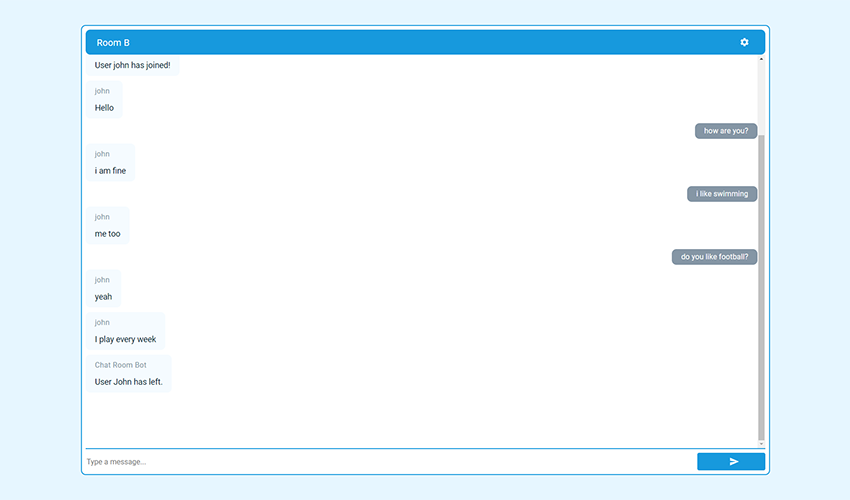 Room B
User john has joined!
john
Hello
how are you?
john
i am fine
i like swimming
john
me too
do you like football?
john
yeah
john
I play every week
Chat Room Bot
User John has left.
Type a message...